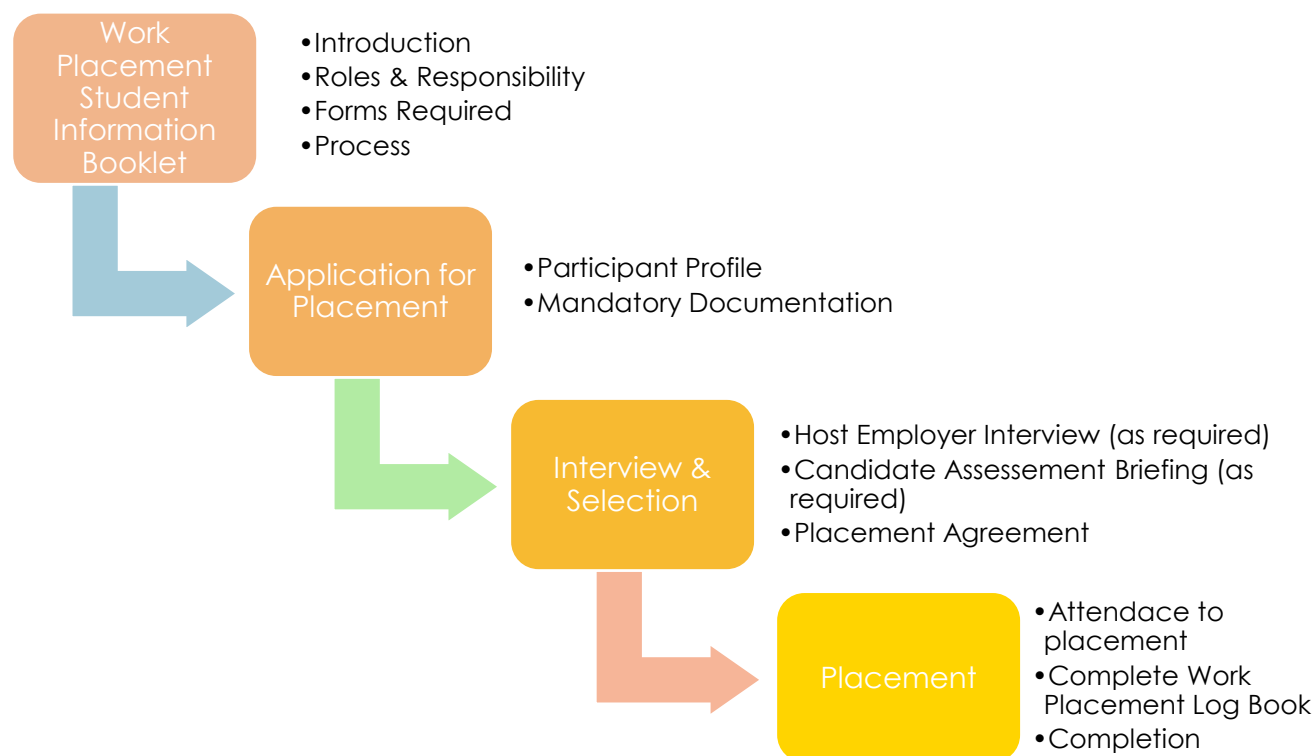 Work
Placement
Student
Information
Booklet
•Introduction
•Roles & Responsibility
•Forms Required
•Process
Application for
Placement
•Participant Profile
•Mandatory Documentation
Interview &
Selection
•Host Employer Interview (as required)
•Candidate Assessement Briefing (as
required)
•Placement Agreement
Placement
•Attendace to
placement
•Complete Work
Placement Log Book
•Completion